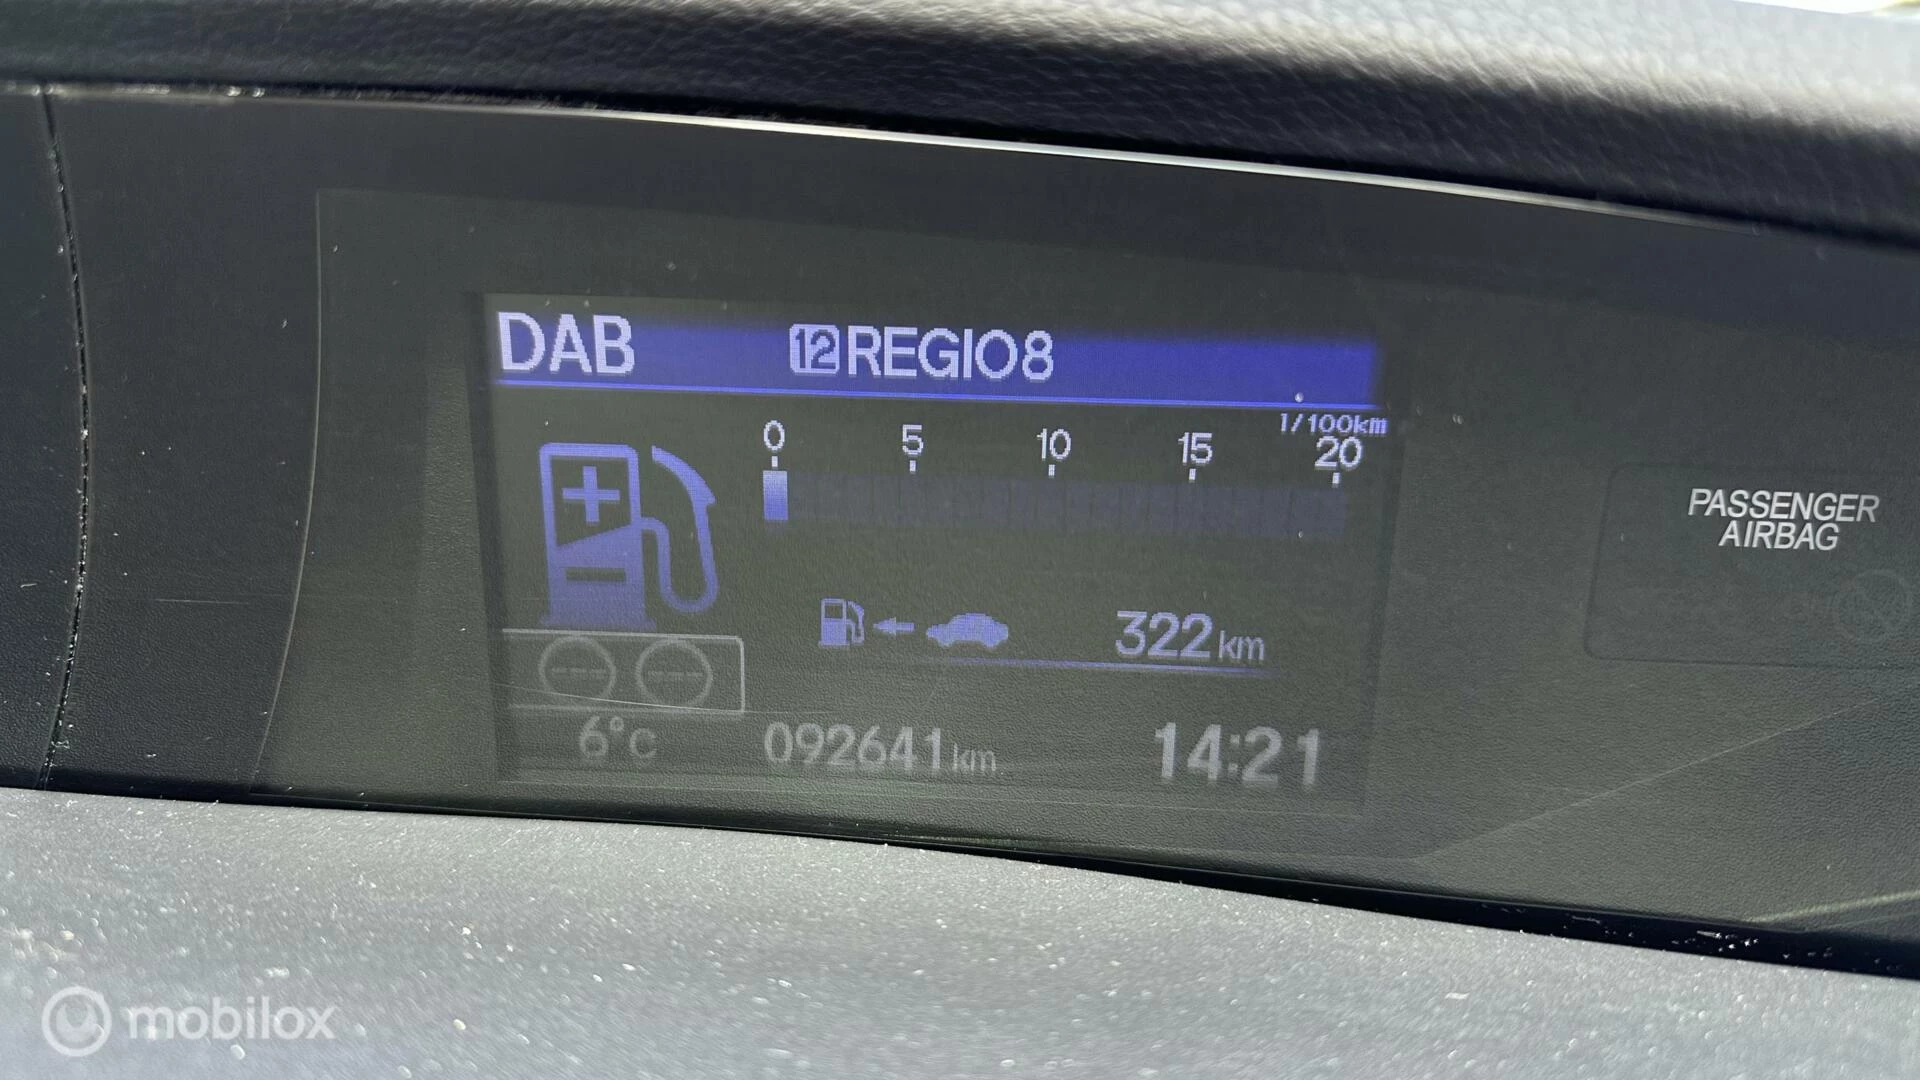 DAB 12 REGIO8
l/100km
0 5 10 15 20
PASSENGER
AIRBAG
322 km
6°C 092641 km 14:21
mobilox